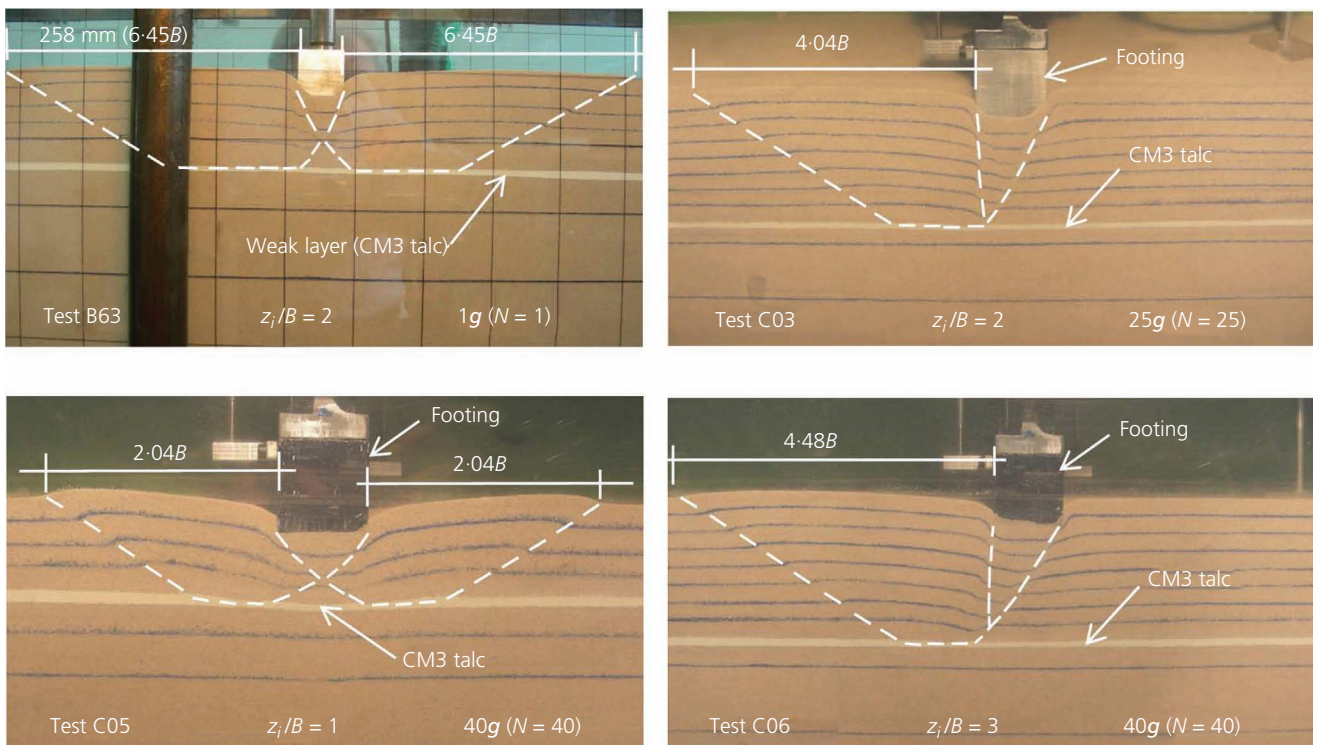 258 mm (6·45B)
6·45B
Weak layer (CM3 talc)
Test B63
zᵢ/B = 2
1g (N = 1)
4·04B
Footing
CM3 talc
Test C03
zᵢ/B = 2
25g (N = 25)
Footing
2·04B
2·04B
CM3 talc
Test C05
zᵢ/B = 1
40g (N = 40)
4·48B
Footing
CM3 talc
Test C06
zᵢ/B = 3
40g (N = 40)